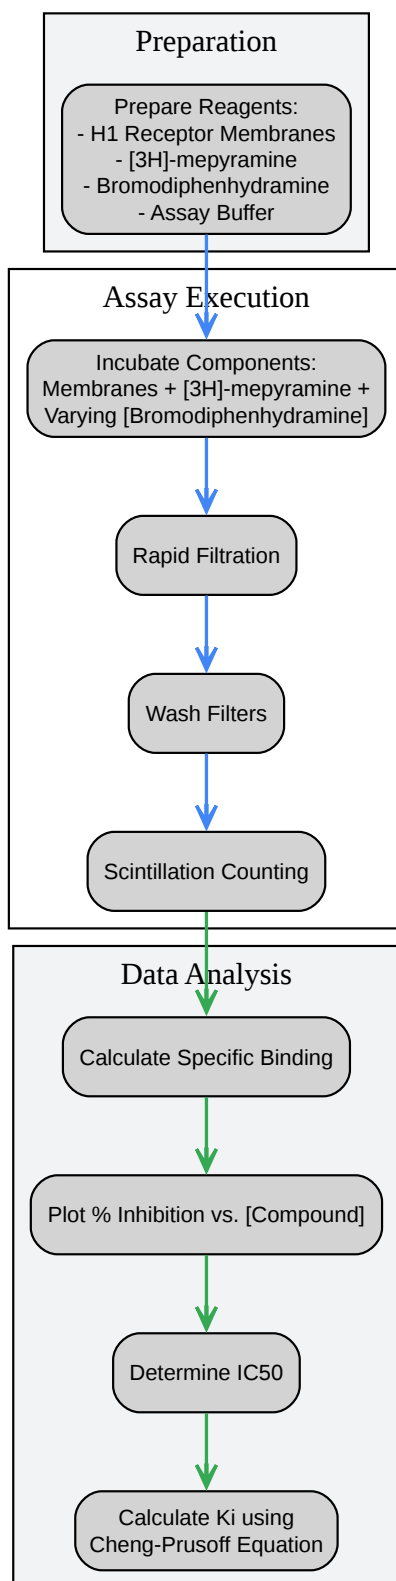 Preparation
Prepare Reagents:
- H1 Receptor Membranes
- [3H]-mepyramine
- Bromodiphenhydramine
- Assay Buffer
Assay Execution
Incubate Components:
Membranes + [3H]-mepyramine +
Varying [Bromodiphenhydramine]
Rapid Filtration
Wash Filters
Scintillation Counting
Data Analysis
Calculate Specific Binding
Plot % Inhibition vs. [Compound]
Determine IC50
Calculate Ki using
Cheng-Prusoff Equation